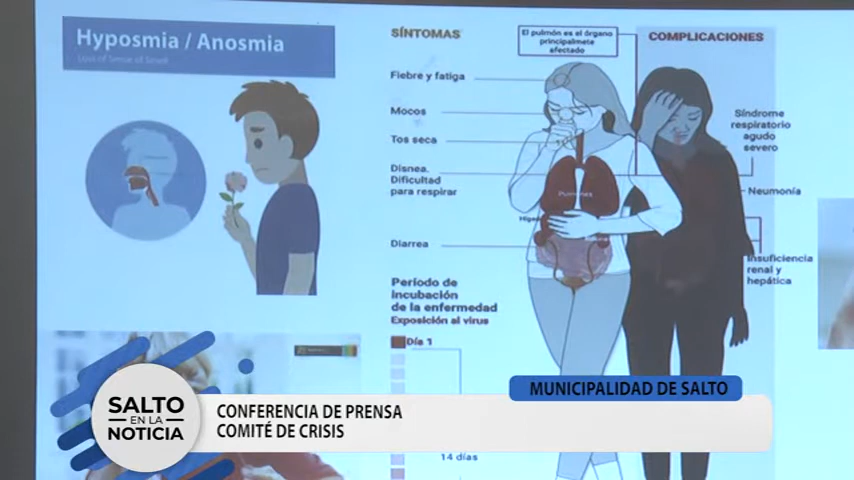 Hyposmia / Anosmia
Loss of Sense of Smell
SÍNTOMAS
Fiebre y fatiga
Mocos
Tos seca
Disnea.
Dificultad
para respirar
Diarrea
Período de
incubación
de la enfermedad
Exposición al virus
Día 1
14 días
El pulmón es el órgano
principalmete
afectado
Pulmones
COMPLICACIONES
Síndrome
respiratorio
agudo
severo
Neumonía
Insuficiencia
renal y
hepática
MUNICIPALIDAD DE SALTO
SALTO
EN LA
NOTICIA
CONFERENCIA DE PRENSA
COMITÉ DE CRISIS